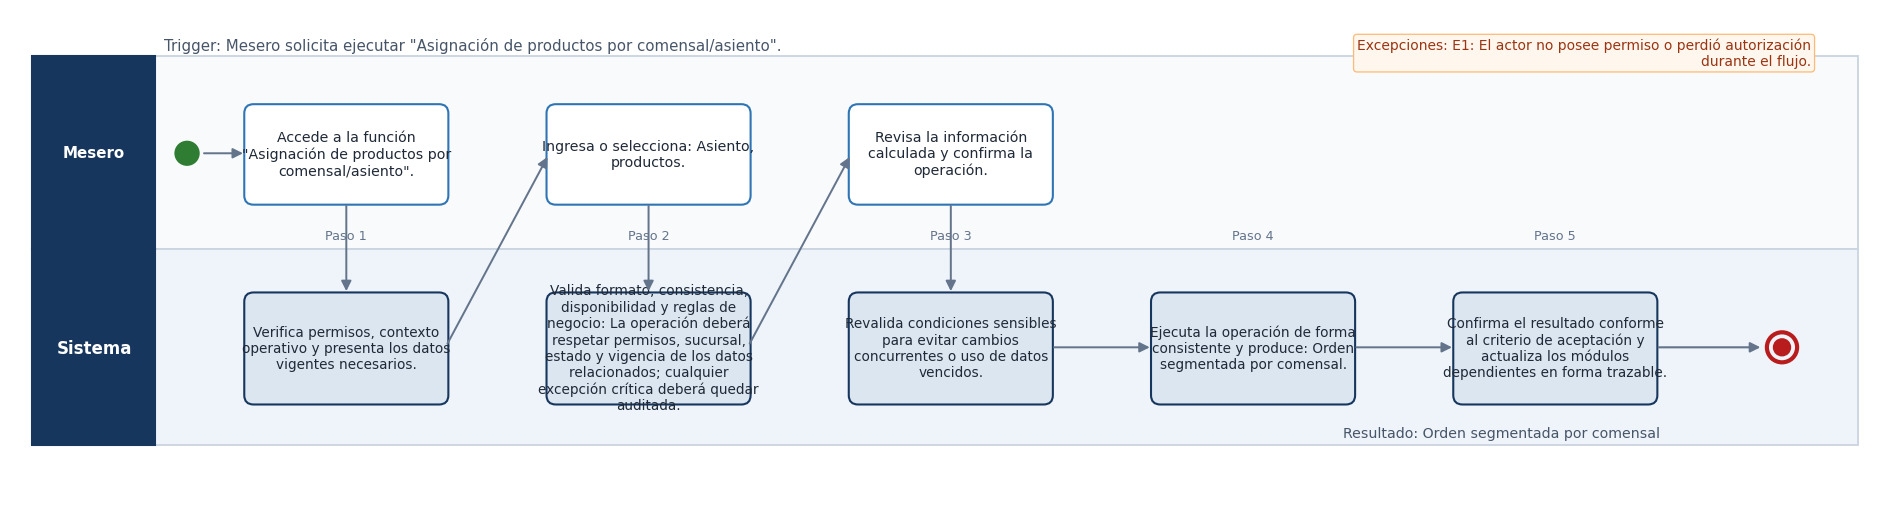 Trigger: Mesero solicita ejecutar "Asignación de productos por comensal/asiento".
Excepciones: E1: El actor no posee permiso o perdió autorización
durante el flujo.
Mesero
Accede a la función
"Asignación de productos por
comensal/asiento".
Ingresa o selecciona: Asiento,
productos.
Revisa la información
calculada y confirma la
operación.
Paso 1
Paso 2
Paso 3
Paso 4
Paso 5
Sistema
Verifica permisos, contexto
operativo y presenta los datos
vigentes necesarios.
Valida formato, consistencia,
disponibilidad y reglas de
negocio: La operación deberá
respetar permisos, sucursal,
estado y vigencia de los datos
relacionados; cualquier
excepción crítica deberá quedar
auditada.
Revalida condiciones sensibles
para evitar cambios
concurrentes o uso de datos
vencidos.
Ejecuta la operación de forma
consistente y produce: Orden
segmentada por comensal.
Confirma el resultado conforme
al criterio de aceptación y
actualiza los módulos
dependientes en forma trazable.
Resultado: Orden segmentada por comensal